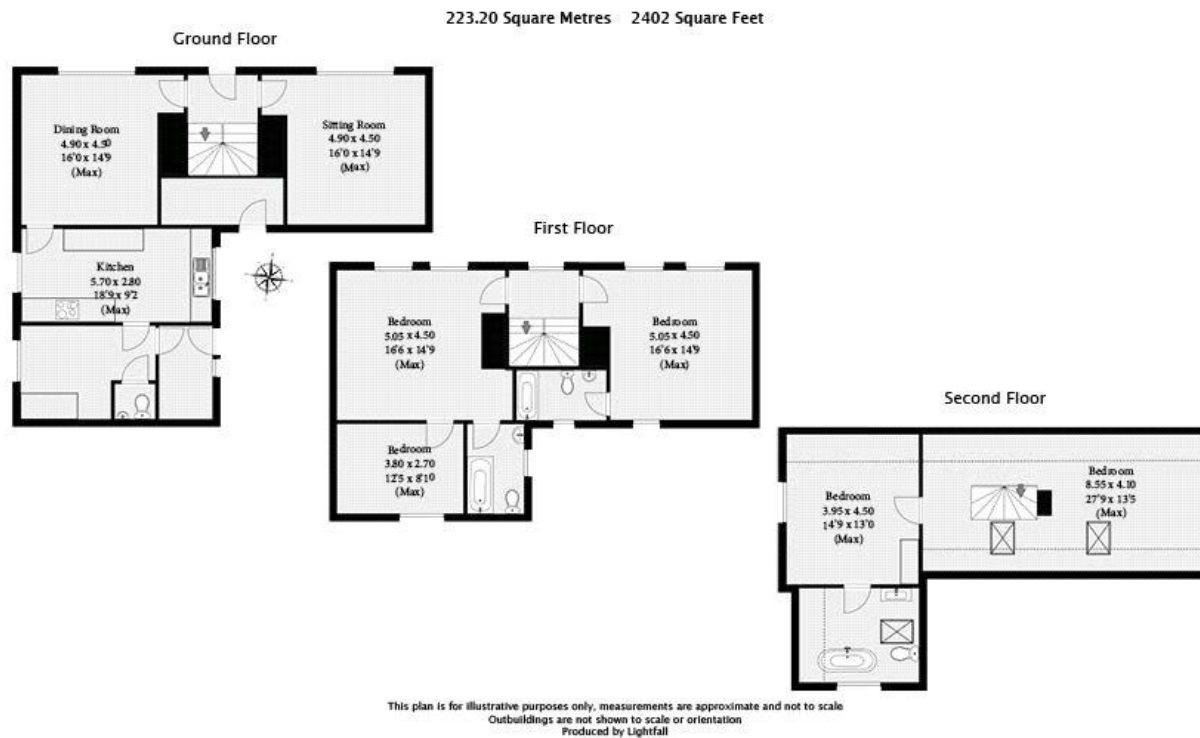 223.20 Square Metres 2402 Square Feet
Ground Floor
Dining Room
4.90 x 4.50
16'0 x 14'9
(Max)
Sitting Room
4.90 x 4.50
16'0 x 14'9
(Max)
Kitchen
5.70 x 2.80
18'9 x 9'2
(Max)
First Floor
Bedroom
5.05 x 4.50
16'6 x 14'9
(Max)
Bedroom
5.05 x 4.50
16'6 x 14'9
(Max)
Bedroom
3.80 x 2.70
12'5 x 8'10
(Max)
Second Floor
Bedroom
3.95 x 4.50
14'9 x 13'0
(Max)
Bedroom
8.55 x 4.10
27'9 x 13'5
(Max)
This plan is for illustrative purposes only, measurements are approximate and not to scale
Outbuildings are not shown to scale or orientation
Produced by Lightfall